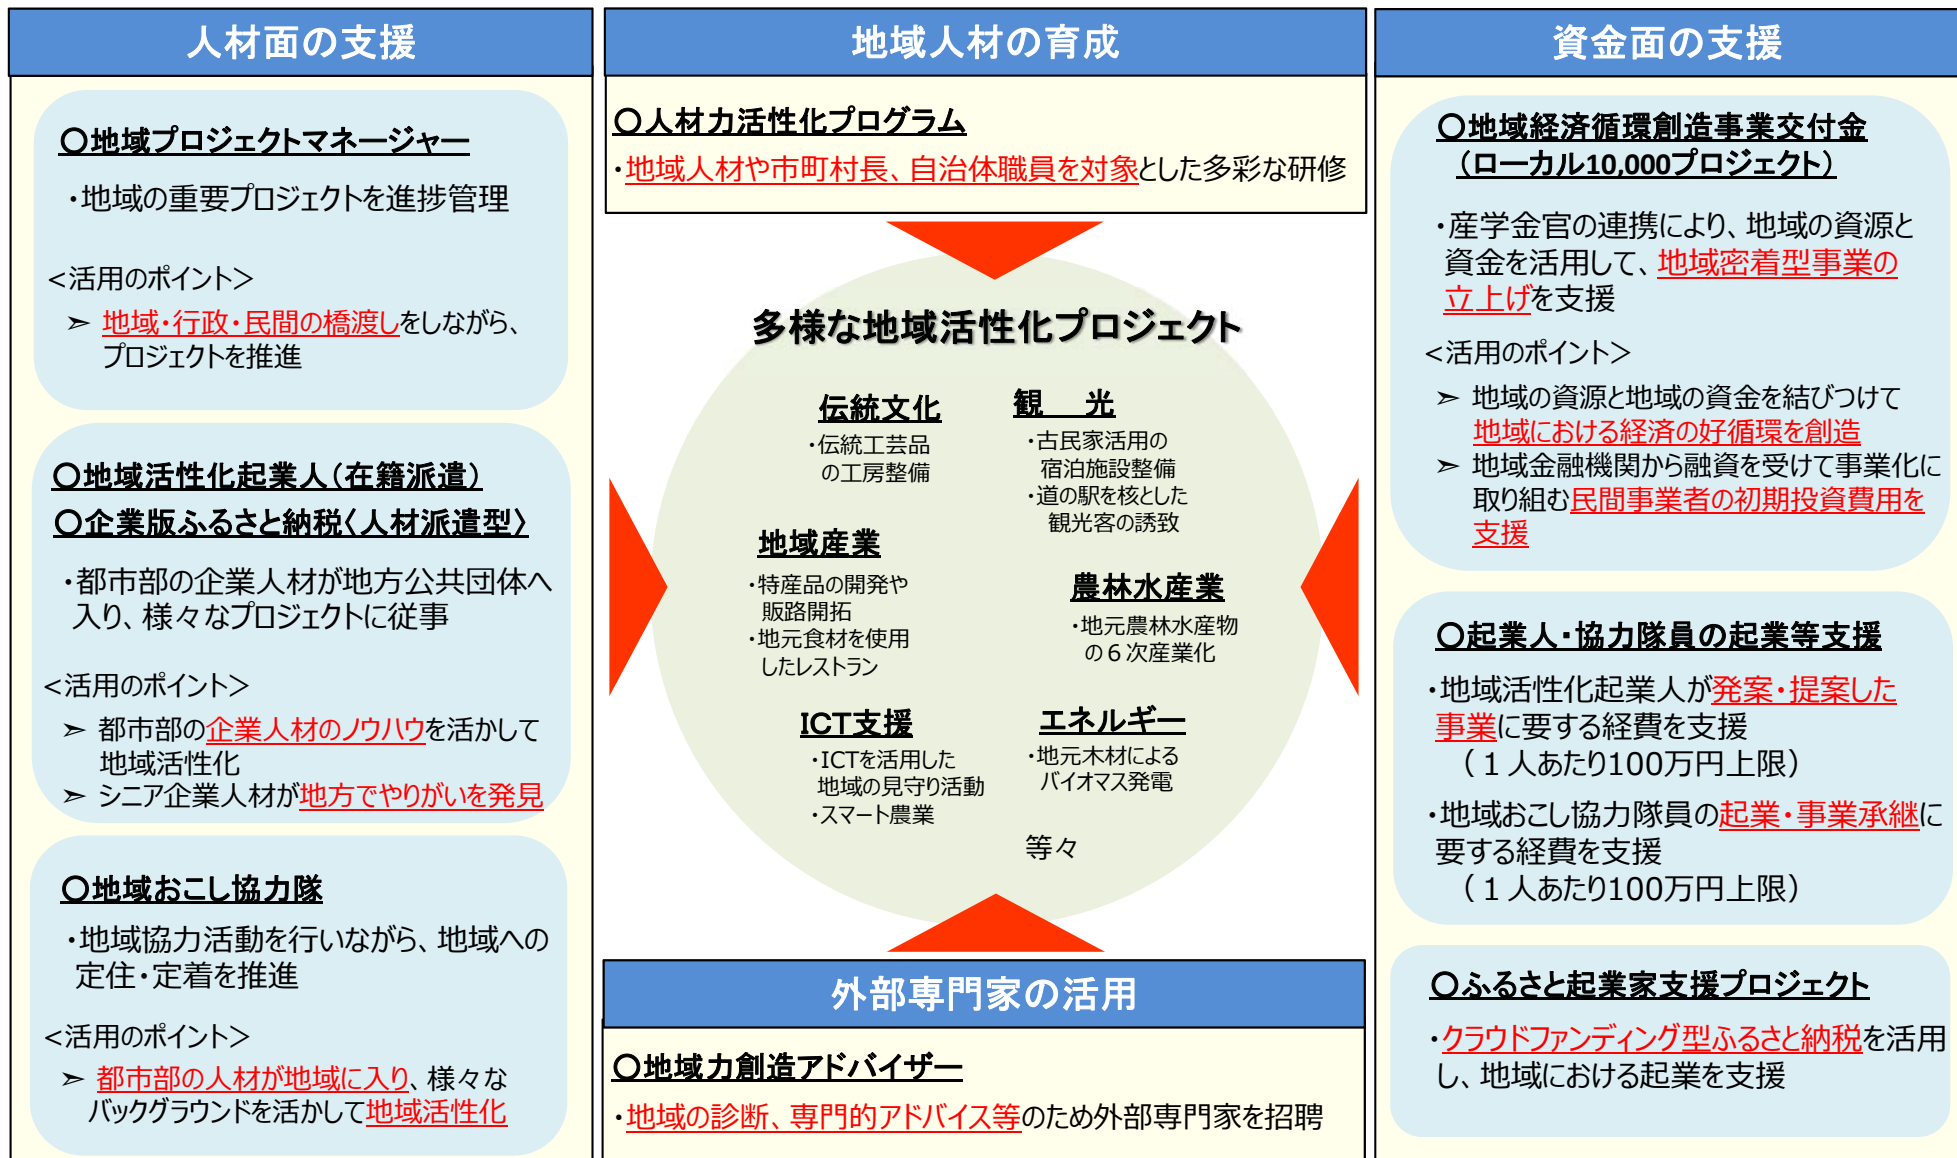 人材面の支援
〇地域プロジェクトマネージャー
・地域の重要プロジェクトを進捗管理
<活用のポイント>
➢ 地域・行政・民間の橋渡しをしながら、
プロジェクトを推進
〇地域活性化起業人（在籍派遣）
〇企業版ふるさと納税〈人材派遣型〉
・都市部の企業人材が地方公共団体へ
入り、様々なプロジェクトに従事
<活用のポイント>
➢ 都市部の企業人材のノウハウを活かして
地域活性化
➢ シニア企業人材が地方でやりがいを発見
〇地域おこし協力隊
・地域協力活動を行いながら、地域への
定住・定着を推進
<活用のポイント>
➢ 都市部の人材が地域に入り、様々な
バックグラウンドを活かして地域活性化
地域人材の育成
〇人材力活性化プログラム
・地域人材や市町村長、自治体職員を対象とした多彩な研修
多様な地域活性化プロジェクト
伝統文化
・伝統工芸品
の工房整備
観　光
・古民家活用の
宿泊施設整備
・道の駅を核とした
観光客の誘致
地域産業
・特産品の開発や
販路開拓
・地元食材を使用
したレストラン
農林水産業
・地元農林水産物
の６次産業化
ICT支援
・ICTを活用した
地域の見守り活動
・スマート農業
エネルギー
・地元木材による
バイオマス発電
等々
外部専門家の活用
〇地域力創造アドバイザー
・地域の診断、専門的アドバイス等のため外部専門家を招聘
資金面の支援
〇地域経済循環創造事業交付金
（ローカル10,000プロジェクト）
・産学金官の連携により、地域の資源と
資金を活用して、地域密着型事業の
立上げを支援
<活用のポイント>
➢ 地域の資源と地域の資金を結びつけて
地域における経済の好循環を創造
➢ 地域金融機関から融資を受けて事業化に
取り組む民間事業者の初期投資費用を
支援
〇起業人・協力隊員の起業等支援
・地域活性化起業人が発案・提案した
事業に要する経費を支援
（１人あたり100万円上限）
・地域おこし協力隊員の起業・事業承継に
要する経費を支援
（１人あたり100万円上限）
〇ふるさと起業家支援プロジェクト
・クラウドファンディング型ふるさと納税を活用
し、地域における起業を支援